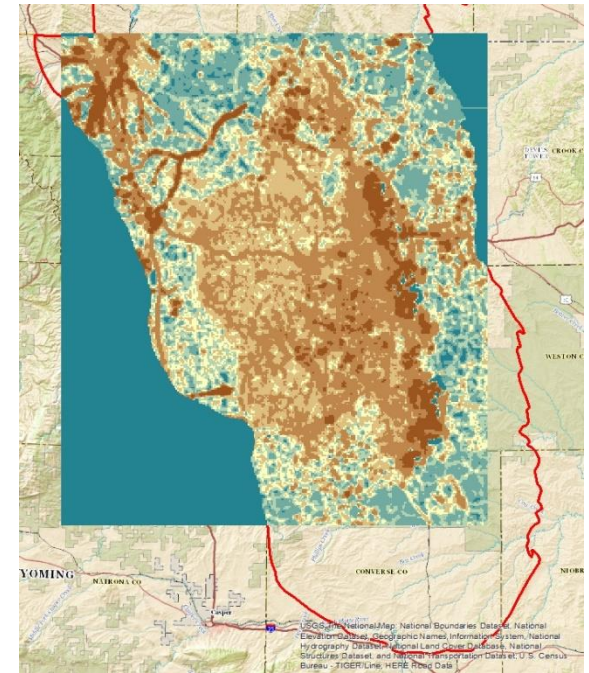 DEVILS
TOWER
CROOK C
WESTON C
YOMING
NATRONA CO
CONVERSE CO
NIOBR
Casper
USGS The National Map: National Boundaries Dataset, National
Elevation Dataset, Geographic Names Information System, National
Hydrography Dataset, National Land Cover Database, National
Structures Dataset, and National Transportation Dataset; U.S. Census
Bureau - TIGER/Line; HERE Road Data